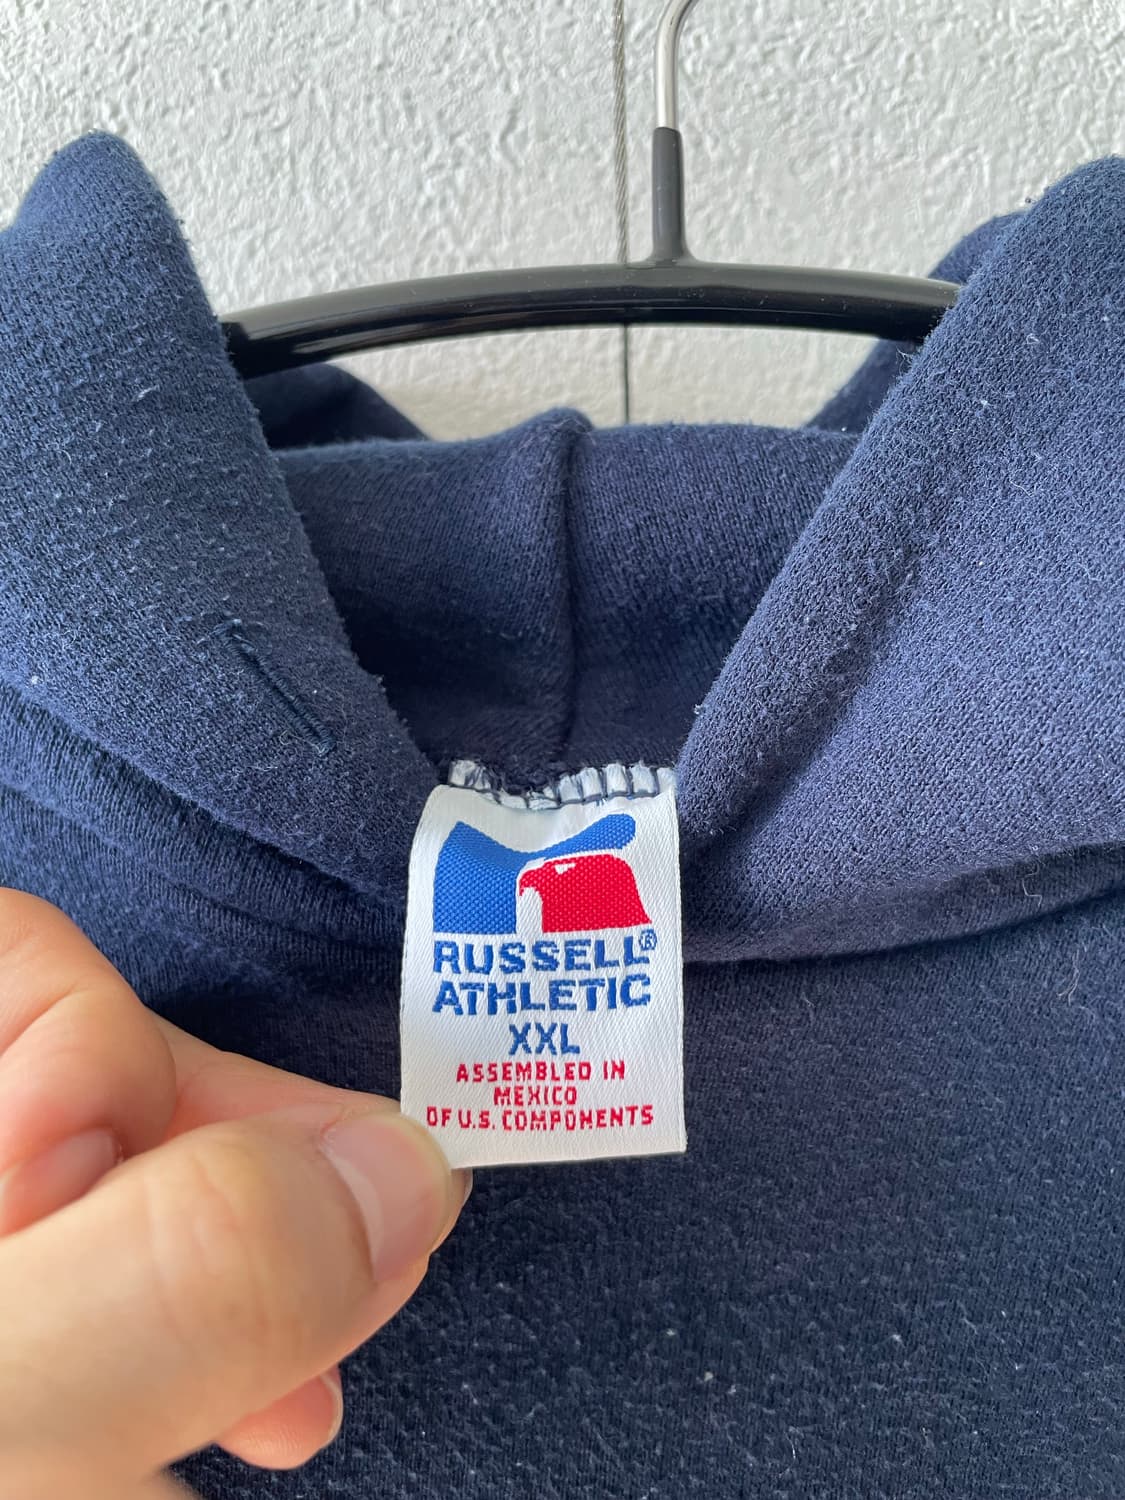 RUSSELL®
ATHLETIC
XXL
ASSEMBLED IN
MEXICO
OF U.S. COMPONENTS